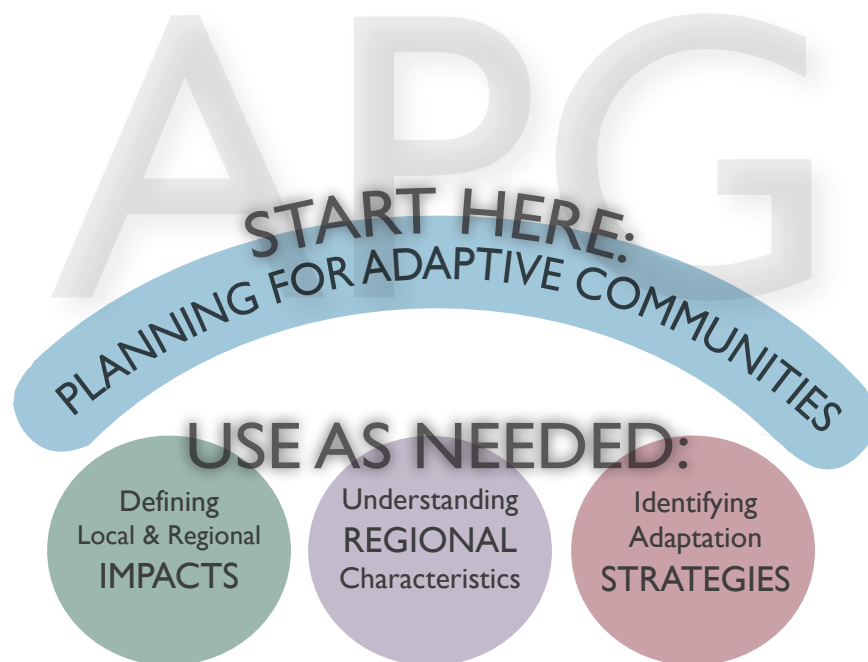 APG
START HERE:
PLANNING FOR ADAPTIVE COMMUNITIES
USE AS NEEDED:
Defining
Local & Regional
IMPACTS
Understanding
REGIONAL
Characteristics
Identifying
Adaptation
STRATEGIES